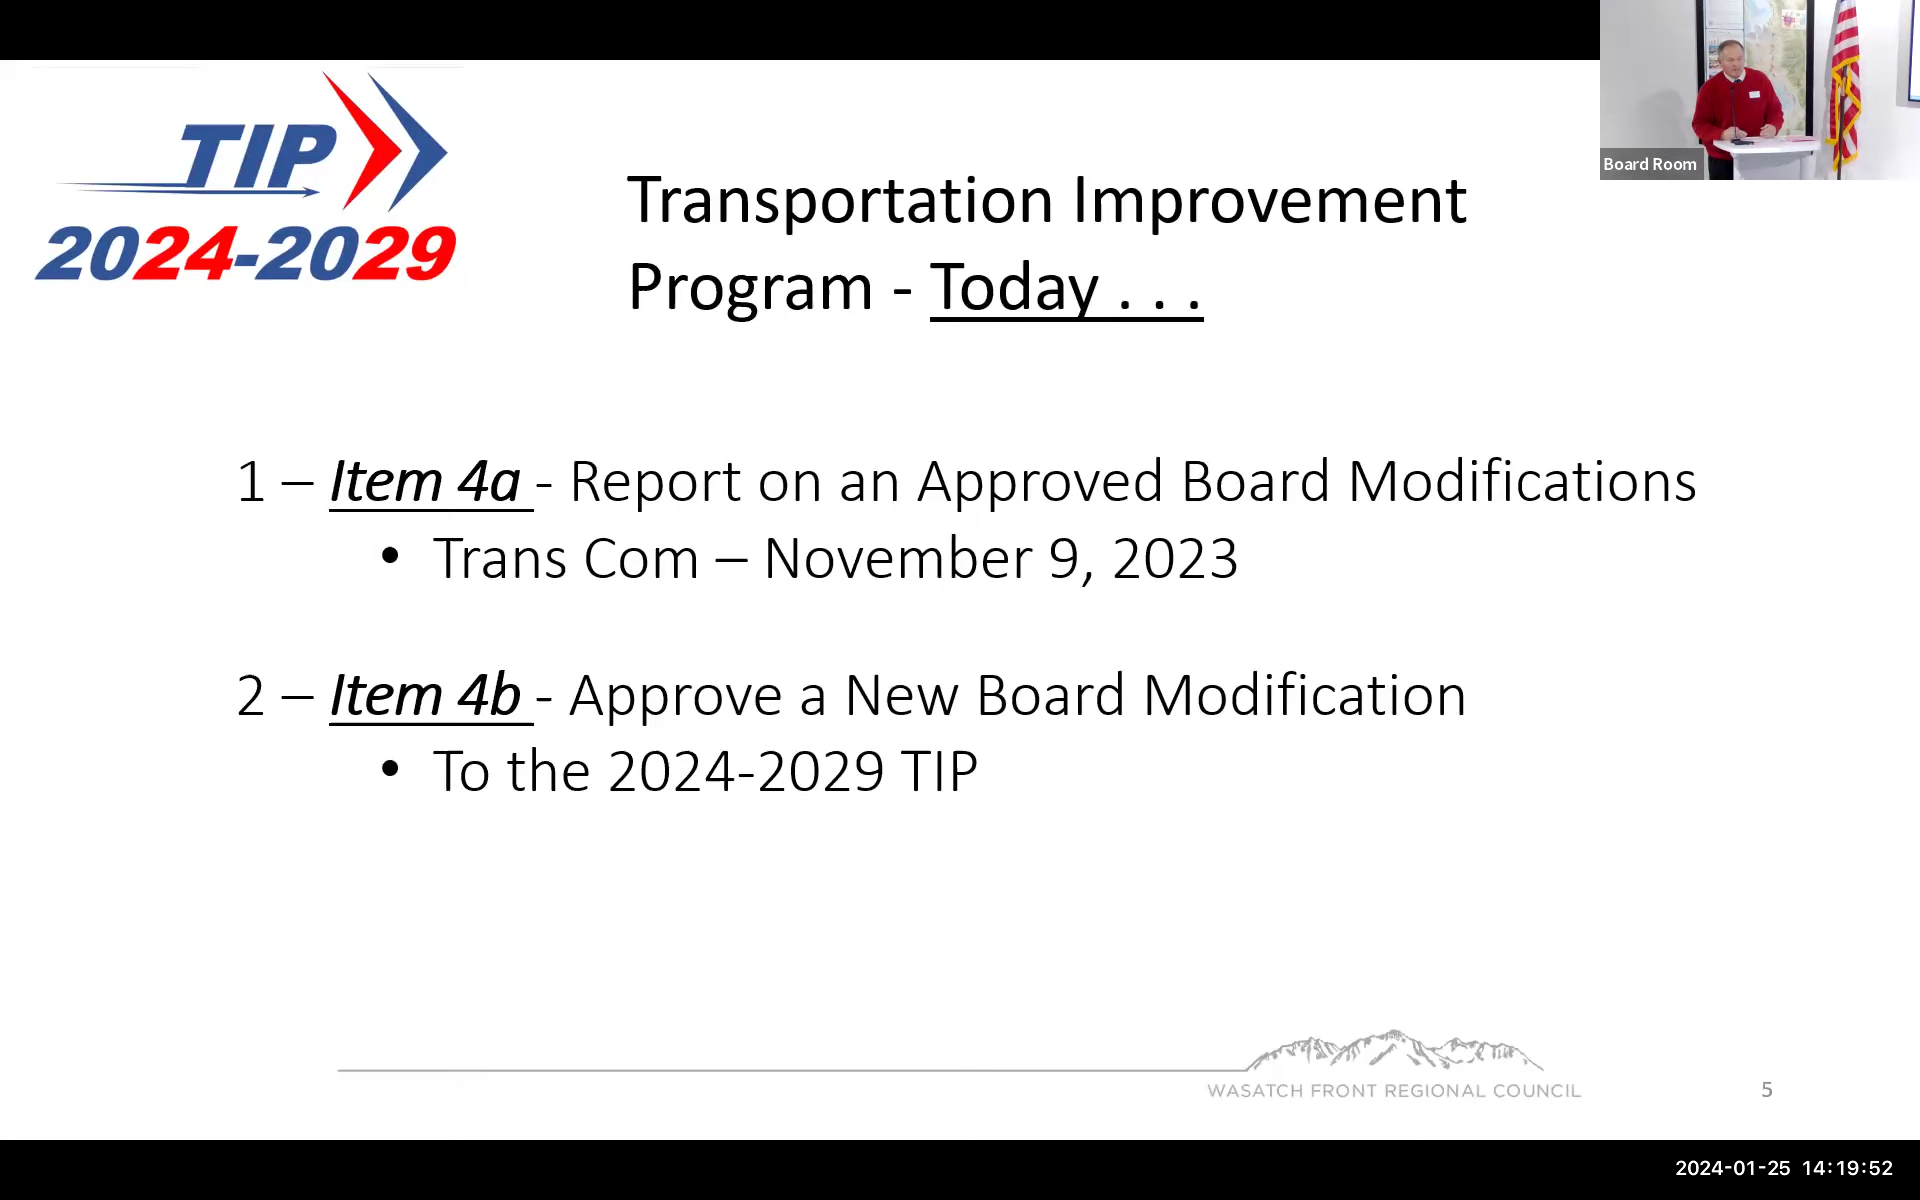 TIP
2024-2029
Board Room
Transportation Improvement
Program - Today . . .
1 – Item 4a - Report on an Approved Board Modifications
• Trans Com – November 9, 2023
2 – Item 4b - Approve a New Board Modification
• To the 2024-2029 TIP
WASATCH FRONT REGIONAL COUNCIL
5
2024-01-25 14:19:52